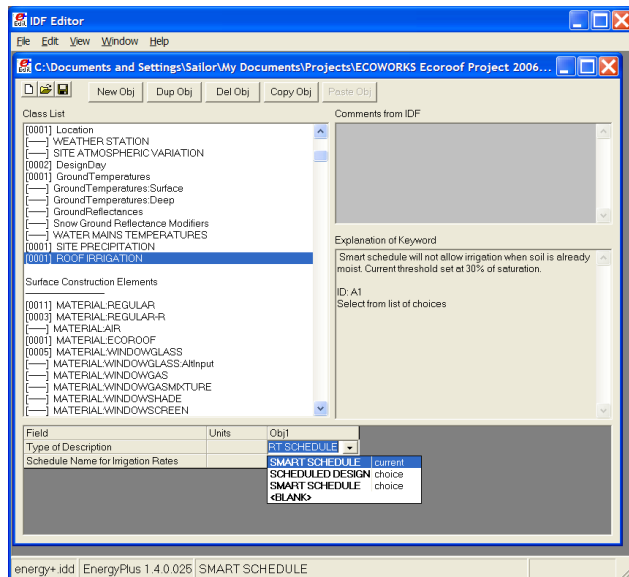 IDF Editor
File Edit View Window Help
C:\Documents and Settings\Sailor\My Documents\Projects\ECOWORKS Ecoroof Project 2006...
New Obj Dup Obj Del Obj Copy Obj Paste Obj
Class List
[0001] Location
[----] WEATHER STATION
[----] SITE ATMOSPHERIC VARIATION
[0002] DesignDay
[0001] GroundTemperatures
[----] GroundTemperatures:Surface
[----] GroundTemperatures:Deep
[----] GroundReflectances
[----] Snow Ground Reflectance Modifiers
[----] WATER MAINS TEMPERATURES
[0001] SITE PRECIPITATION
[0001] ROOF IRRIGATION
Surface Construction Elements
--------------------
[0011] MATERIAL:REGULAR
[0003] MATERIAL:REGULAR-R
[----] MATERIAL:AIR
[0001] MATERIAL:ECOROOF
[0005] MATERIAL:WINDOWGLASS
[----] MATERIAL:WINDOWGLASS:AltInput
[----] MATERIAL:WINDOWGAS
[----] MATERIAL:WINDOWGASMIXTURE
[----] MATERIAL:WINDOWSHADE
[----] MATERIAL:WINDOWSCREEN
Comments from IDF
Explanation of Keyword
Smart schedule will not allow irrigation when soil is already
moist. Current threshold set at 30% of saturation.
ID: A1
Select from list of choices
Field Units Obj1
Type of Description RT SCHEDULE
Schedule Name for Irrigation Rates
SMART SCHEDULE current
SCHEDULED DESIGN choice
SMART SCHEDULE choice
<BLANK>
energy+.idd EnergyPlus 1.4.0.025 SMART SCHEDULE